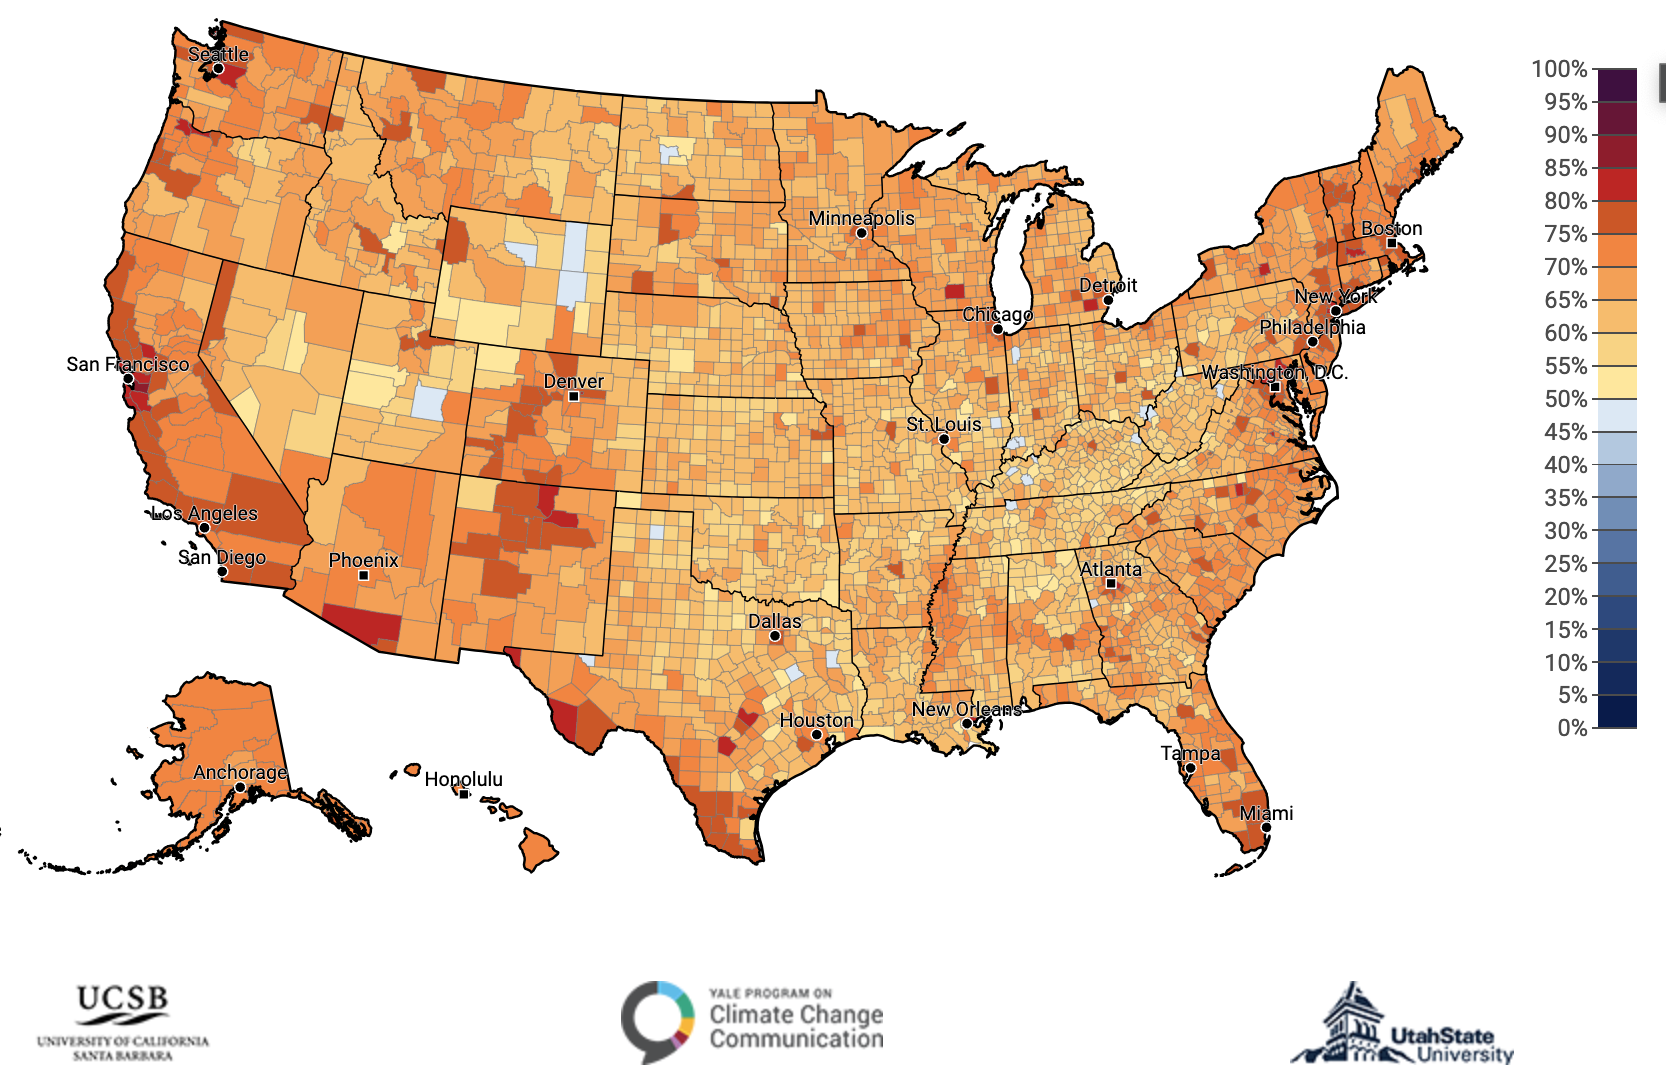 Seattle
Minneapolis
Boston
Detroit
New York
Chicago
Philadelphia
San Francisco
Washington, D.C.
Denver
St. Louis
Los Angeles
San Diego
Phoenix
Atlanta
Dallas
New Orleans
Houston
Tampa
Anchorage
Honolulu
Miami
100%
95%
90%
85%
80%
75%
70%
65%
60%
55%
50%
45%
40%
35%
30%
25%
20%
15%
10%
5%
0%
UCSB
UNIVERSITY OF CALIFORNIA
SANTA BARBARA
YALE PROGRAM ON
Climate Change
Communication
UtahState
University